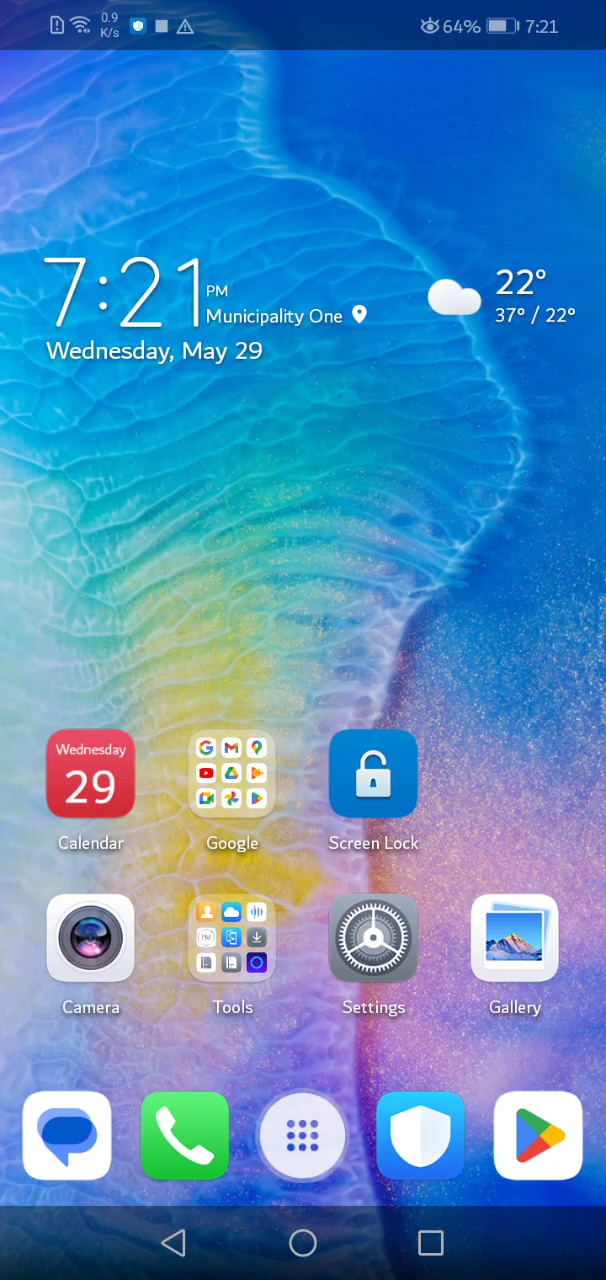 0.9
K/s
64%
7:21
7:21
PM
Municipality One
Wednesday, May 29
22°
37° / 22°
Wednesday
29
Calendar
Google
Screen Lock
Camera
Tools
Settings
Gallery